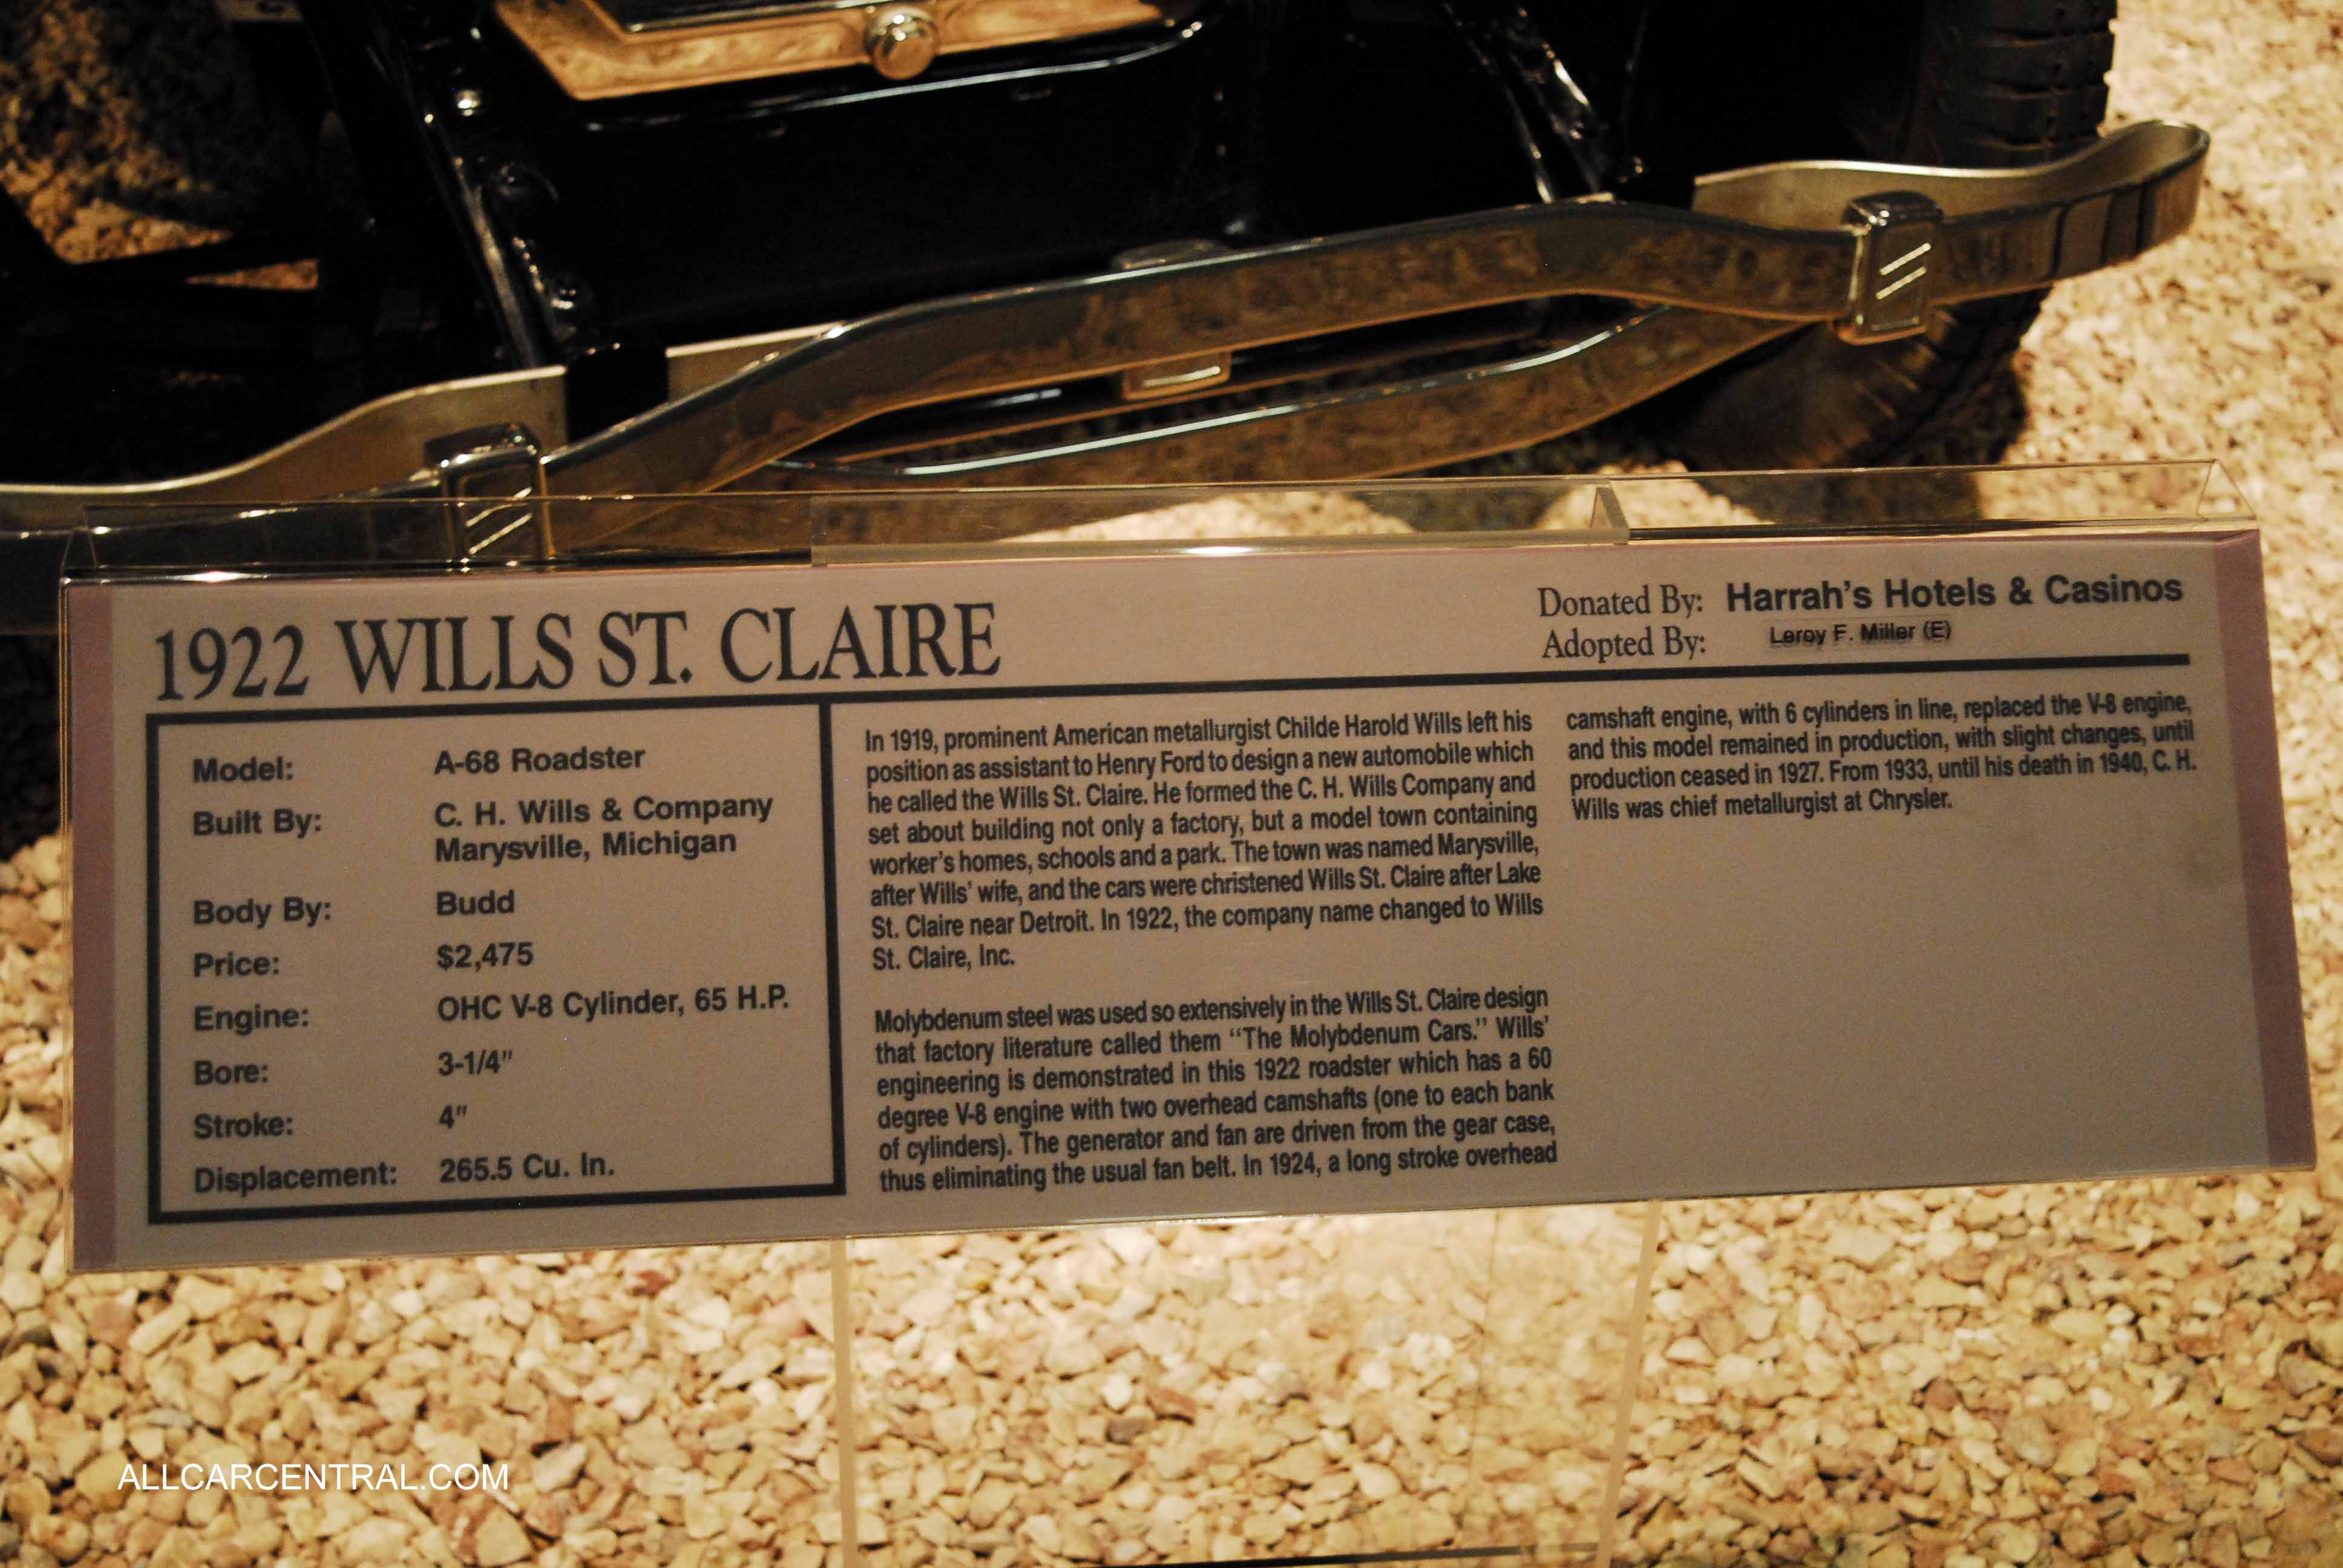 1922 WILLS ST. CLAIRE
Donated By: Harrah's Hotels & Casinos
Adopted By: Leroy F. Miller (E)
Model: A-68 Roadster
Built By: C. H. Wills & Company
Marysville, Michigan
Body By: Budd
Price: $2,475
Engine: OHC V-8 Cylinder, 65 H.P.
Bore: 3-1/4"
Stroke: 4"
Displacement: 265.5 Cu. In.
In 1919, prominent American metallurgist Childe Harold Wills left his
position as assistant to Henry Ford to design a new automobile which
he called the Wills St. Claire. He formed the C. H. Wills Company and
set about building not only a factory, but a model town containing
worker's homes, schools and a park. The town was named Marysville,
after Wills' wife, and the cars were christened Wills St. Claire after Lake
St. Claire near Detroit. In 1922, the company name changed to Wills
St. Claire, Inc.
Molybdenum steel was used so extensively in the Wills St. Claire design
that factory literature called them "The Molybdenum Cars." Wills'
engineering is demonstrated in this 1922 roadster which has a 60
degree V-8 engine with two overhead camshafts (one to each bank
of cylinders). The generator and fan are driven from the gear case,
thus eliminating the usual fan belt. In 1924, a long stroke overhead
camshaft engine, with 6 cylinders in line, replaced the V-8 engine,
and this model remained in production, with slight changes, until
production ceased in 1927. From 1933, until his death in 1940, C. H.
Wills was chief metallurgist at Chrysler.
ALLCARCENTRAL.COM